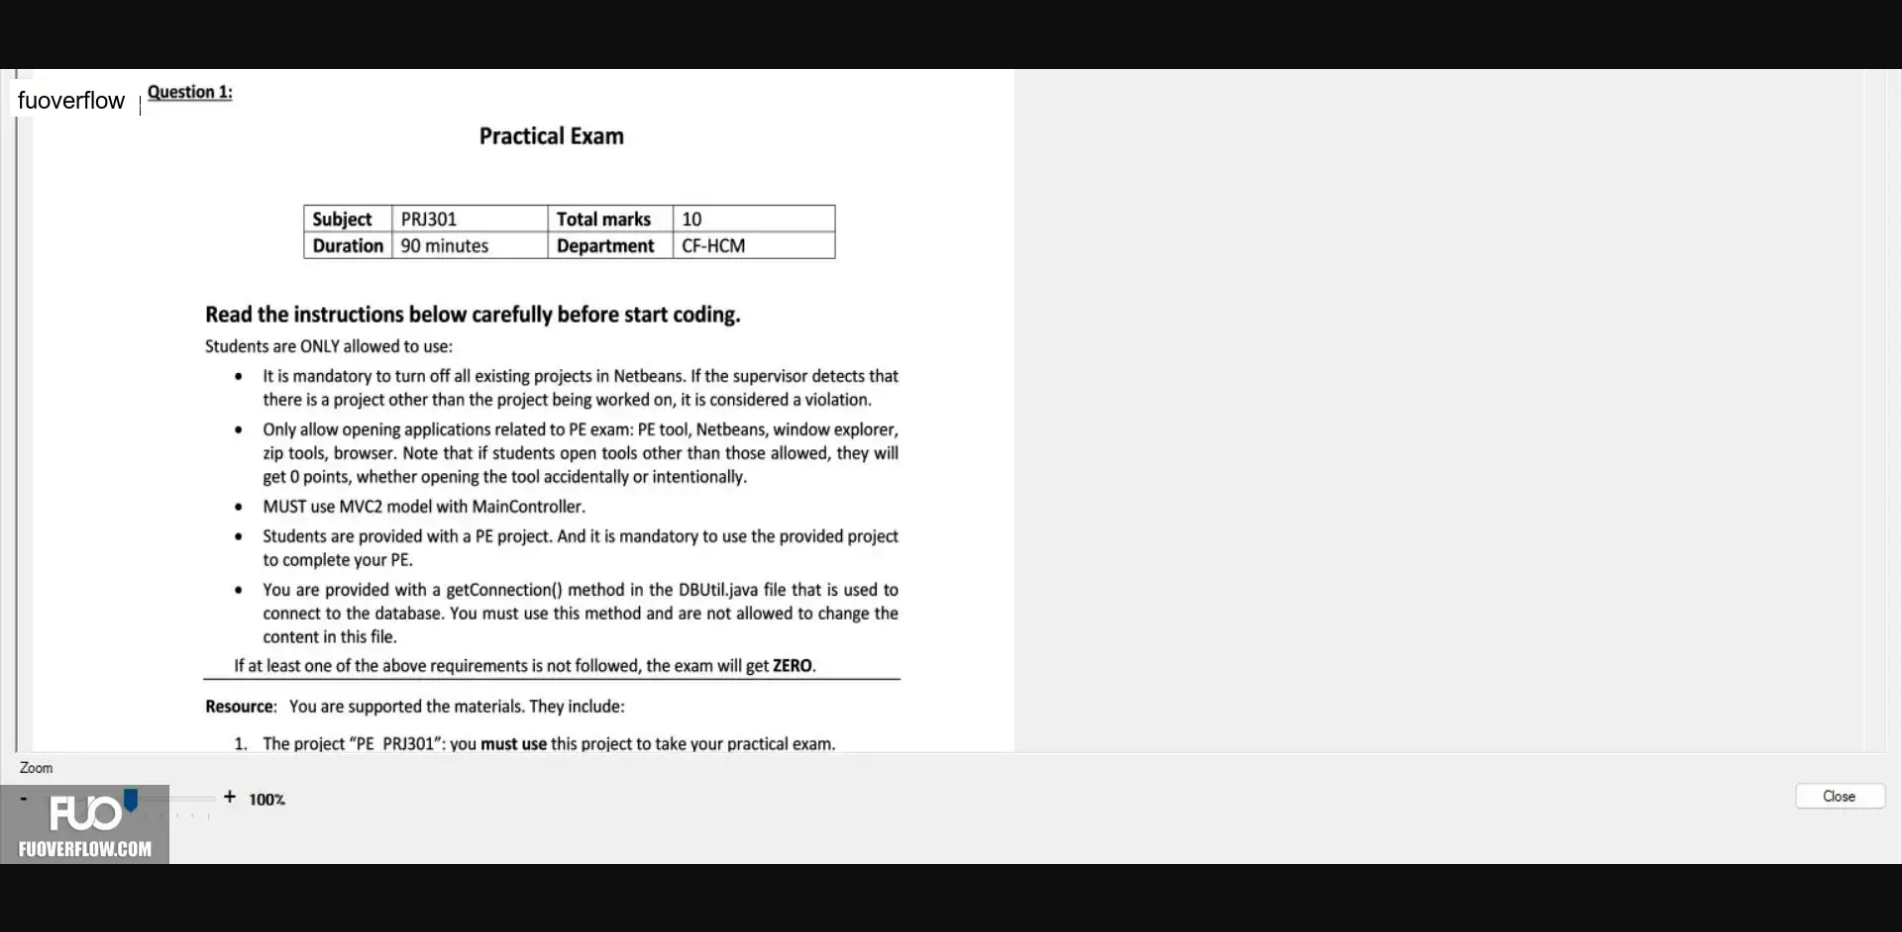 fuoverflow
Question 1:
Practical Exam
Subject PRJ301 Total marks 10
Duration 90 minutes Department CF-HCM
Read the instructions below carefully before start coding.
Students are ONLY allowed to use:
• It is mandatory to turn off all existing projects in Netbeans. If the supervisor detects that
there is a project other than the project being worked on, it is considered a violation.
• Only allow opening applications related to PE exam: PE tool, Netbeans, window explorer,
zip tools, browser. Note that if students open tools other than those allowed, they will
get 0 points, whether opening the tool accidentally or intentionally.
• MUST use MVC2 model with MainController.
• Students are provided with a PE project. And it is mandatory to use the provided project
to complete your PE.
• You are provided with a getConnection() method in the DBUtil.java file that is used to
connect to the database. You must use this method and are not allowed to change the
content in this file.
If at least one of the above requirements is not followed, the exam will get ZERO.
Resource: You are supported the materials. They include:
1. The project “PE PRJ301”: you must use this project to take your practical exam.
Zoom
- + 100%
Close
FUO
FUOVERFLOW.COM